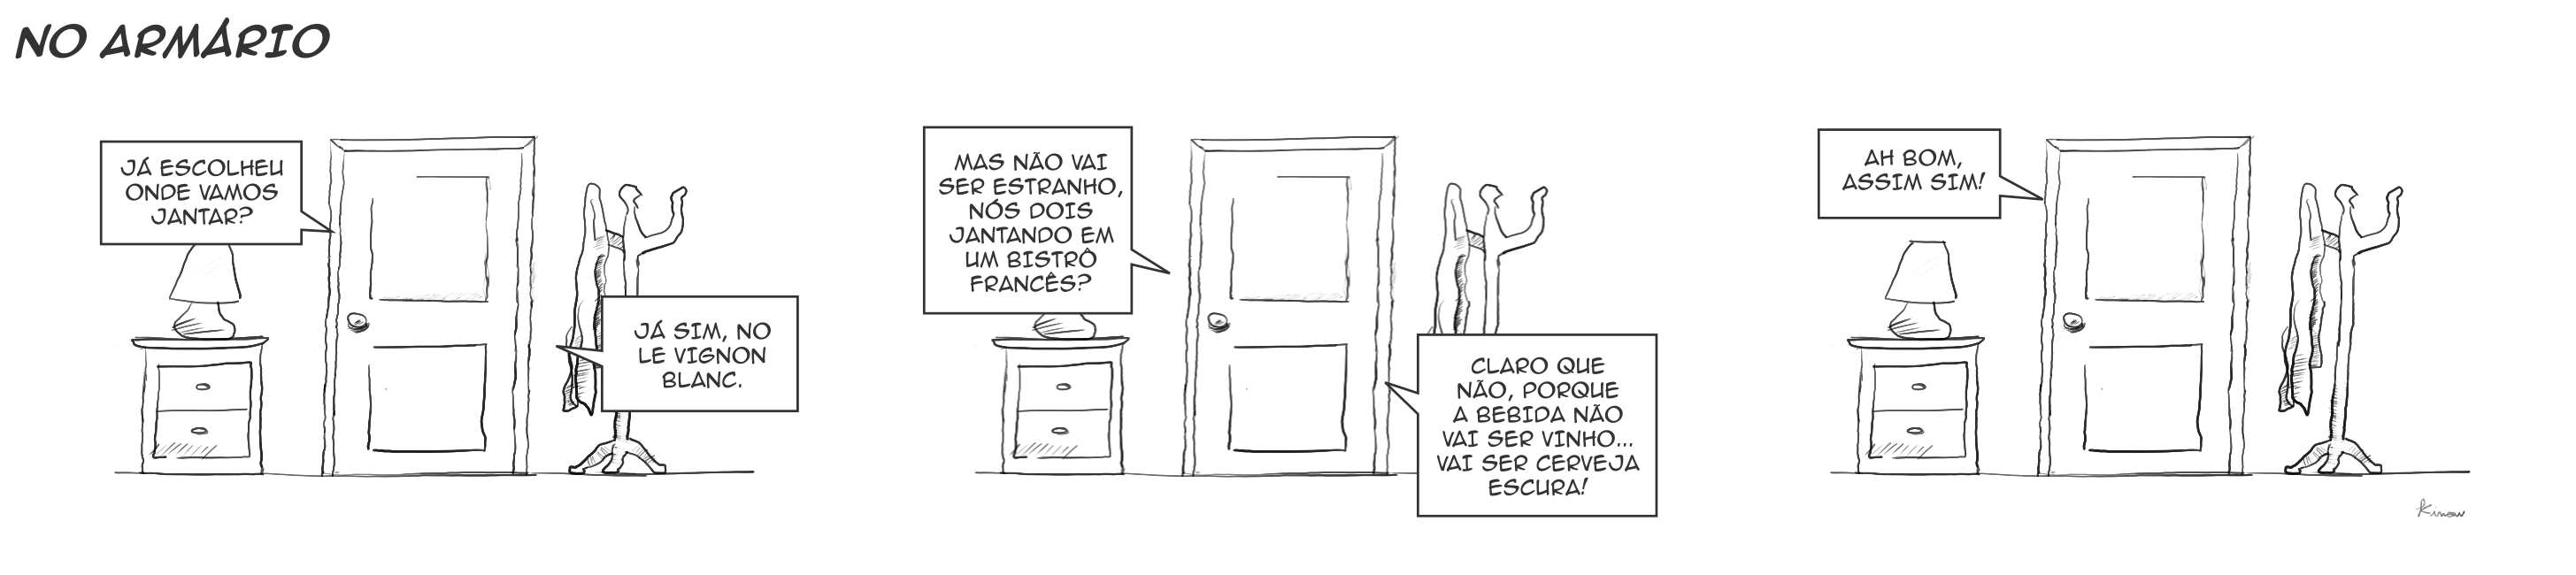 NO ARMÁRIO
JÁ ESCOLHEU
ONDE VAMOS
JANTAR?
JÁ SIM, NO
LE VIGNON
BLANC.
MAS NÃO VAI
SER ESTRANHO,
NÓS DOIS
JANTANDO EM
UM BISTRÔ
FRANCÊS?
CLARO QUE
NÃO, PORQUE
A BEBIDA NÃO
VAI SER VINHO...
VAI SER CERVEJA
ESCURA!
AH BOM,
ASSIM SIM!
Kinow